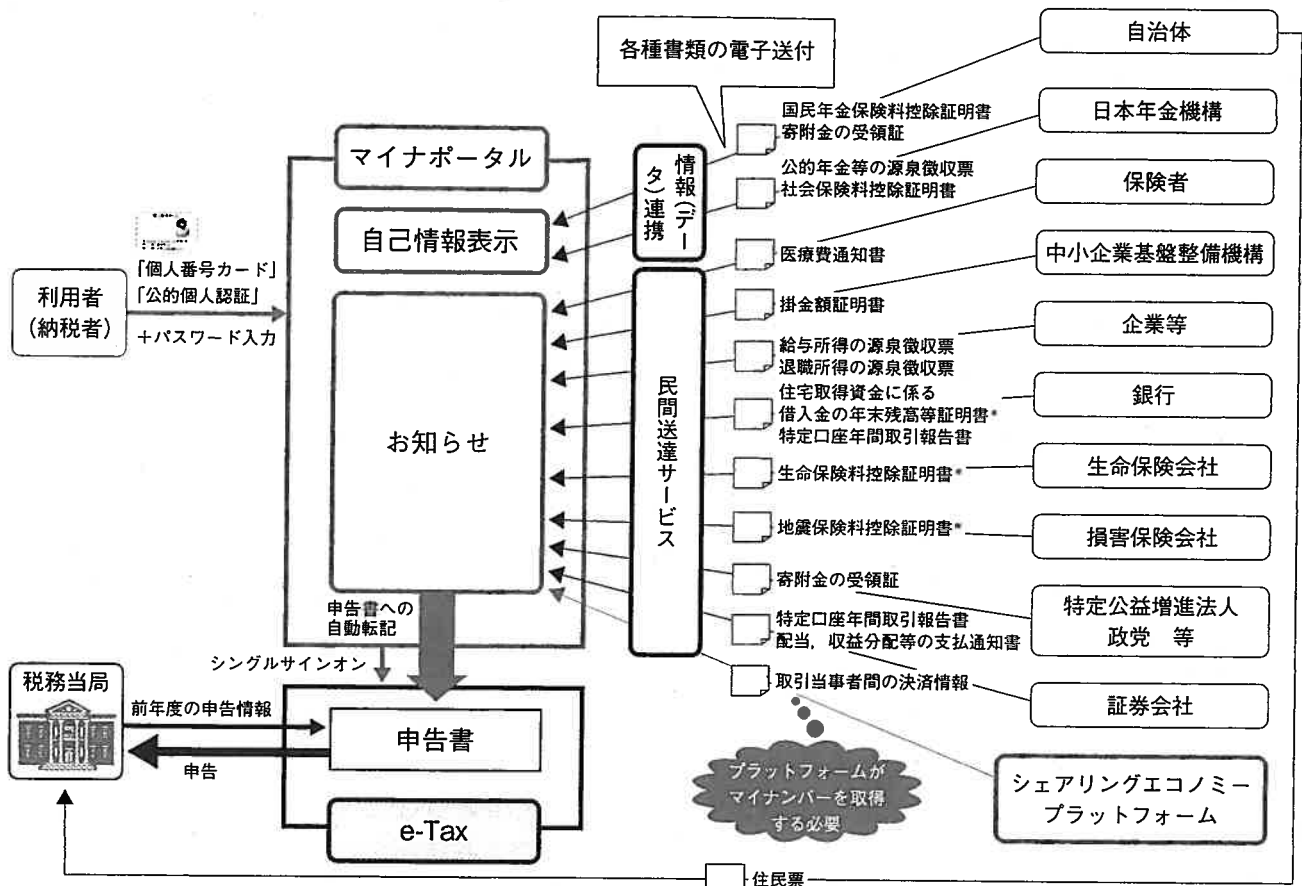 各種書類の電子送付
自治体
国民年金保険料控除証明書
寄附金の受領証
日本年金機構
公的年金等の源泉徴収票
社会保険料控除証明書
保険者
医療費通知書
中小企業基盤整備機構
掛金額証明書
企業等
給与所得の源泉徴収票
退職所得の源泉徴収票
銀行
住宅取得資金に係る
借入金の年末残高等証明書*
特定口座年間取引報告書
生命保険会社
生命保険料控除証明書*
損害保険会社
地震保険料控除証明書*
特定公益増進法人
政党 等
寄附金の受領証
証券会社
特定口座年間取引報告書
配当，収益分配等の支払通知書
シェアリングエコノミー
プラットフォーム
取引当事者間の決済情報
プラットフォームが
マイナンバーを取得
する必要
情報(デー
タ)連携
民間送達サービス
マイナポータル
自己情報表示
お知らせ
利用者
(納税者)
「個人番号カード」
「公的個人認証」
＋パスワード入力
申告書への
自動転記
シングルサインオン
税務当局
前年度の申告情報
申告
申告書
e-Tax
住民票